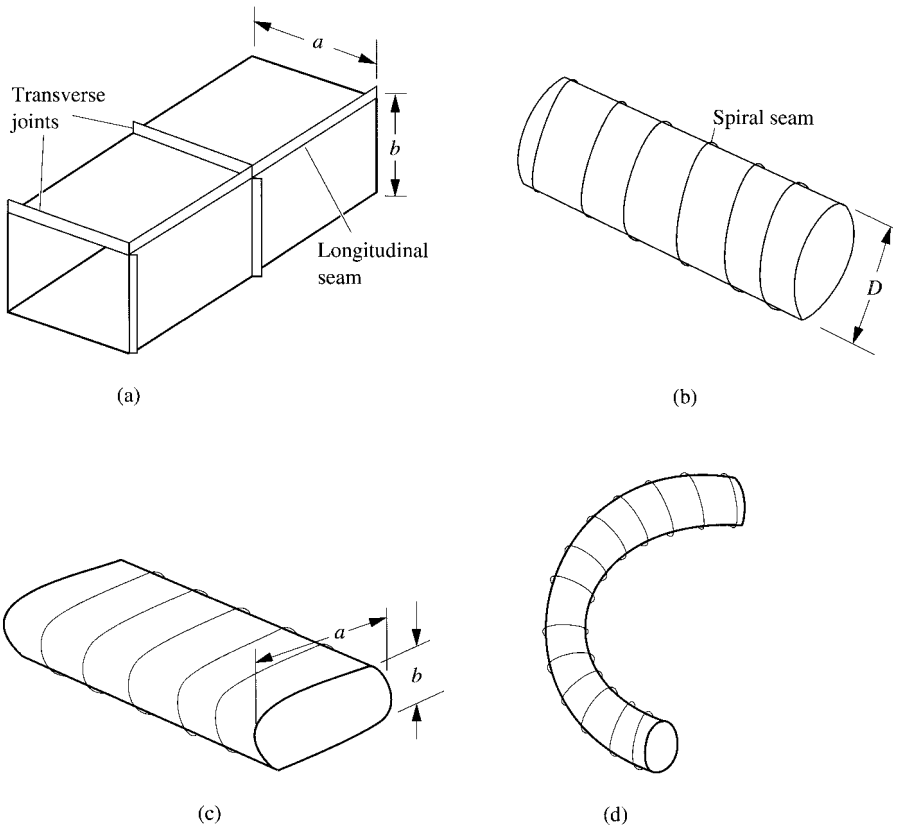 a
Transverse
joints
b
Longitudinal
seam
(a)
Spiral seam
D
(b)
a
b
(c)
(d)